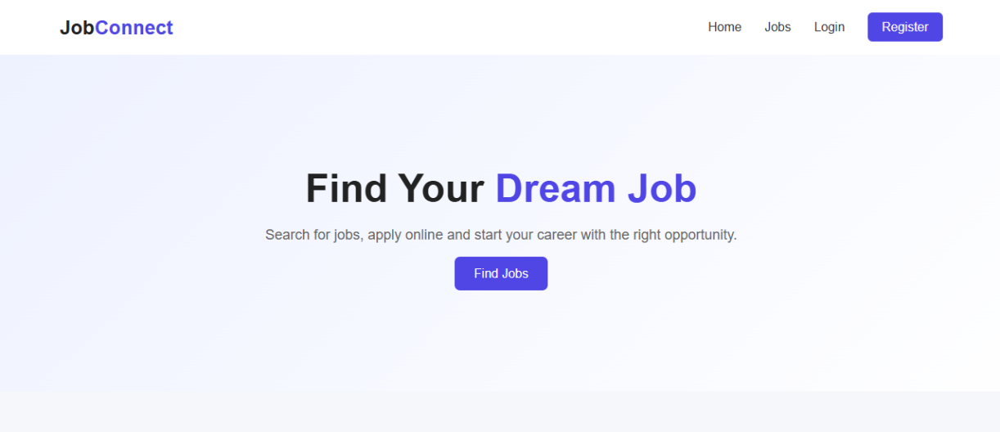 JobConnect
Home Jobs Login Register
Find Your Dream Job
Search for jobs, apply online and start your career with the right opportunity.
Find Jobs